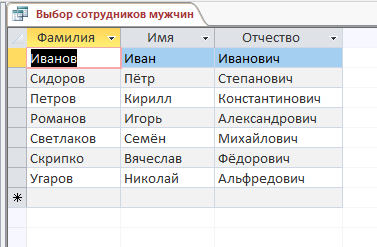 Выбор сотрудников мужчин
Фамилия Имя Отчество
Иванов Иван Иванович
Сидоров Пётр Степанович
Петров Кирилл Константинович
Романов Игорь Александрович
Светлаков Семён Михайлович
Скрипко Вячеслав Фёдорович
Угаров Николай Альфредович